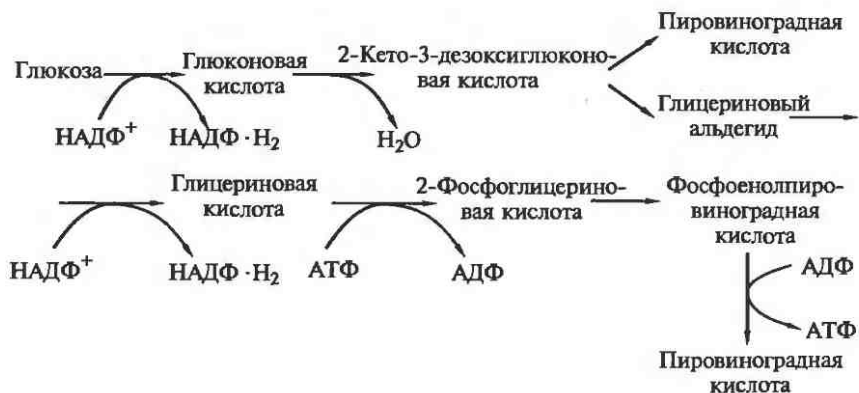 Глюкоза
Глюконовая
кислота
2-Кето-3-дезоксиглюконо-
вая кислота
Пировиноградная
кислота
Глицериновый
альдегид
НАДФ⁺
НАДФ · H₂
H₂O
Глицериновая
кислота
2-Фосфоглицерино-
вая кислота
Фосфоенолпиро-
виноградная
кислота
НАДФ⁺
НАДФ · H₂
АТФ
АДФ
АДФ
АТФ
Пировиноградная
кислота